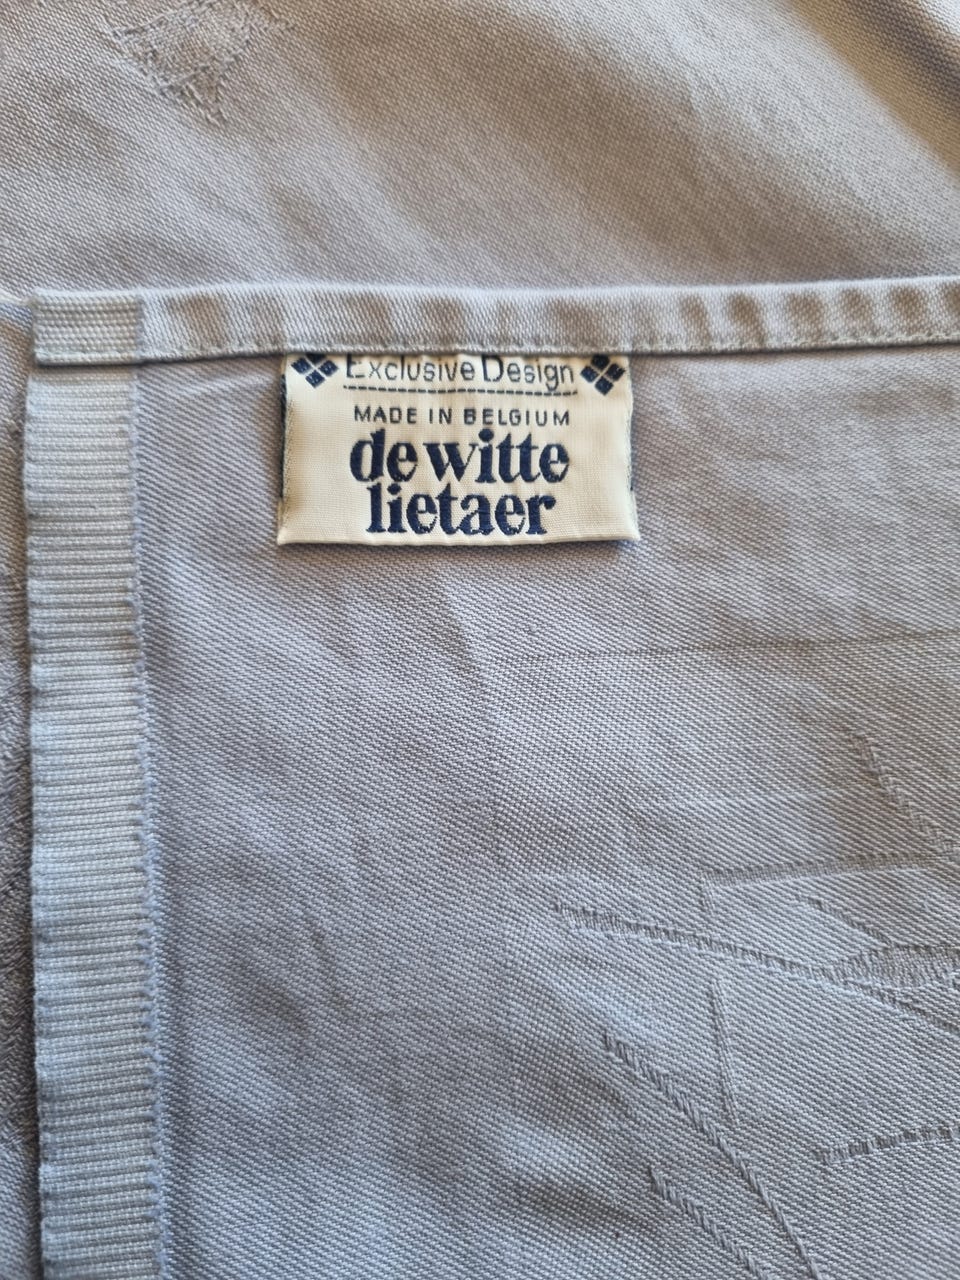 Exclusive Design
MADE IN BELGIUM
de witte
lietaer